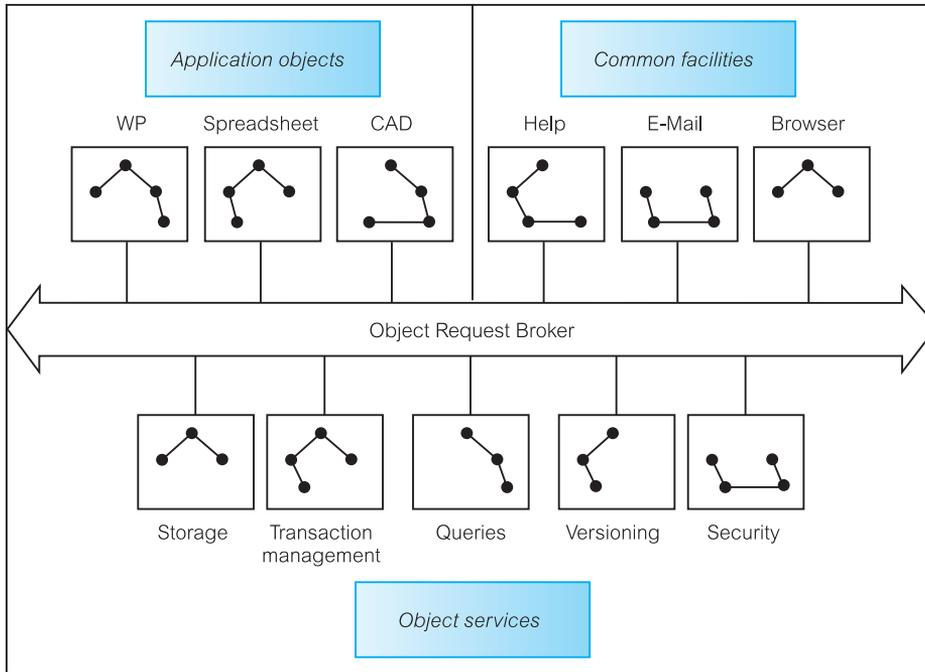 Application objects
Common facilities
WP
Spreadsheet
CAD
Help
E-Mail
Browser
Object Request Broker
Storage
Transaction
management
Queries
Versioning
Security
Object services